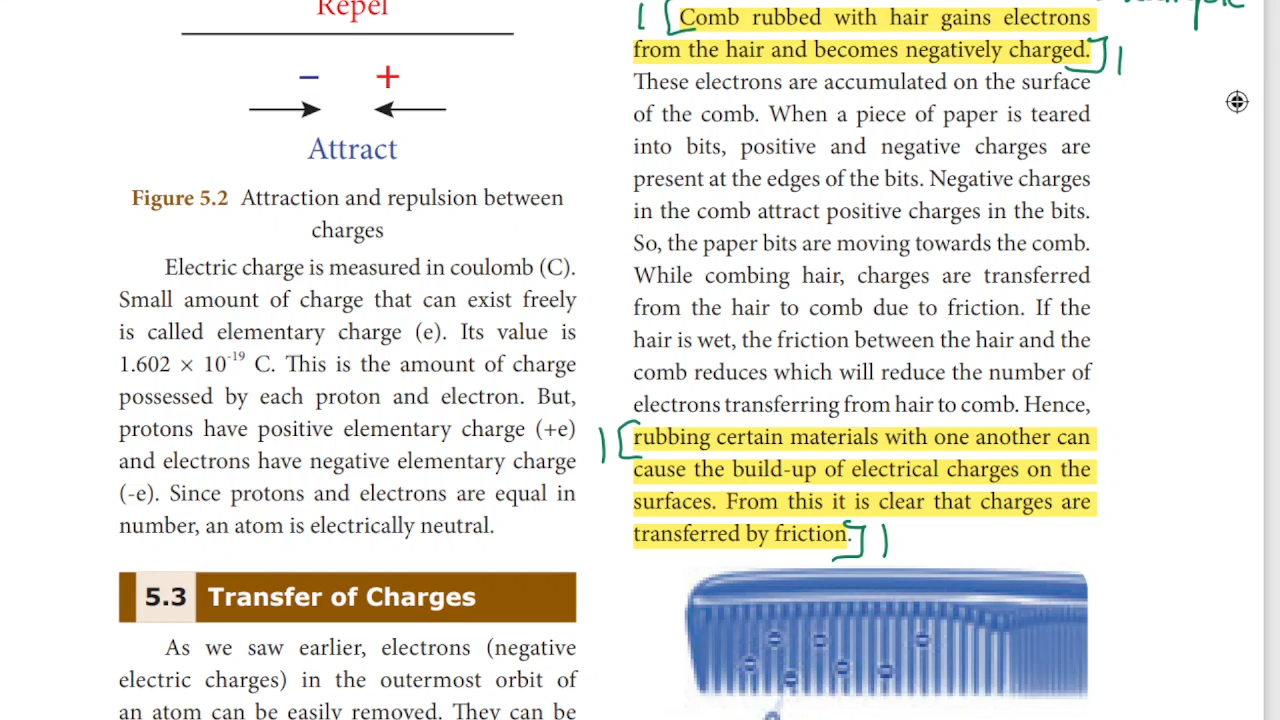 Repel
– +
Attract
Figure 5.2 Attraction and repulsion between
charges
Electric charge is measured in coulomb (C).
Small amount of charge that can exist freely
is called elementary charge (e). Its value is
1.602 × 10⁻¹⁹ C. This is the amount of charge
possessed by each proton and electron. But,
protons have positive elementary charge (+e)
and electrons have negative elementary charge
(-e). Since protons and electrons are equal in
number, an atom is electrically neutral.
5.3 Transfer of Charges
As we saw earlier, electrons (negative
electric charges) in the outermost orbit of
an atom can be easily removed. They can be
Comb rubbed with hair gains electrons
from the hair and becomes negatively charged.
These electrons are accumulated on the surface
of the comb. When a piece of paper is teared
into bits, positive and negative charges are
present at the edges of the bits. Negative charges
in the comb attract positive charges in the bits.
So, the paper bits are moving towards the comb.
While combing hair, charges are transferred
from the hair to comb due to friction. If the
hair is wet, the friction between the hair and the
comb reduces which will reduce the number of
electrons transferring from hair to comb. Hence,
rubbing certain materials with one another can
cause the build-up of electrical charges on the
surfaces. From this it is clear that charges are
transferred by friction.